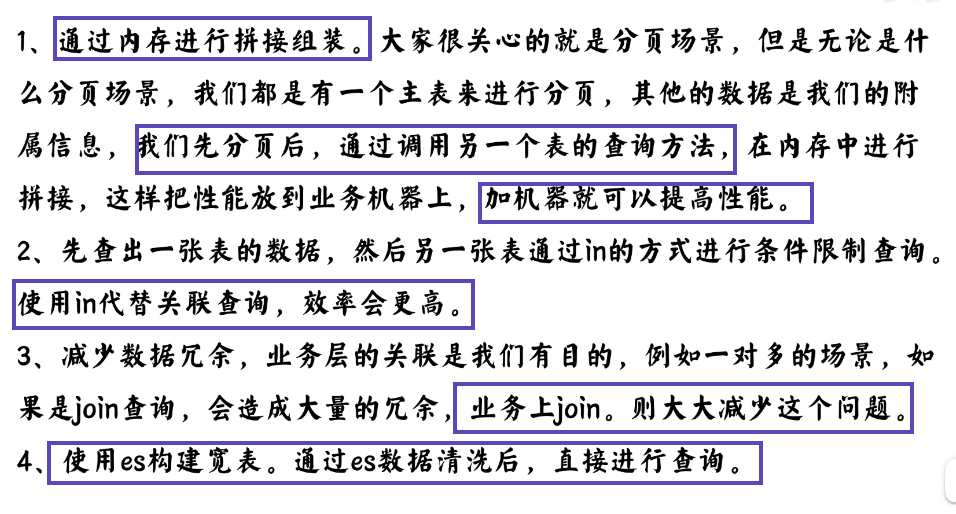 1、通过内存进行拼接组装。大家很关心的就是分页场景，但是无论是什
么分页场景，我们都是有一个主表来进行分页，其他的数据是我们的附
属信息，我们先分页后，通过调用另一个表的查询方法，在内存中进行
拼接，这样把性能放到业务机器上，加机器就可以提高性能。
2、先查出一张表的数据，然后另一张表通过in的方式进行条件限制查询。
使用in代替关联查询，效率会更高。
3、减少数据冗余，业务层的关联是我们有目的，例如一对多的场景，如
果是join查询，会造成大量的冗余，业务上join。则大大减少这个问题。
4、使用es构建宽表。通过es数据清洗后，直接进行查询。